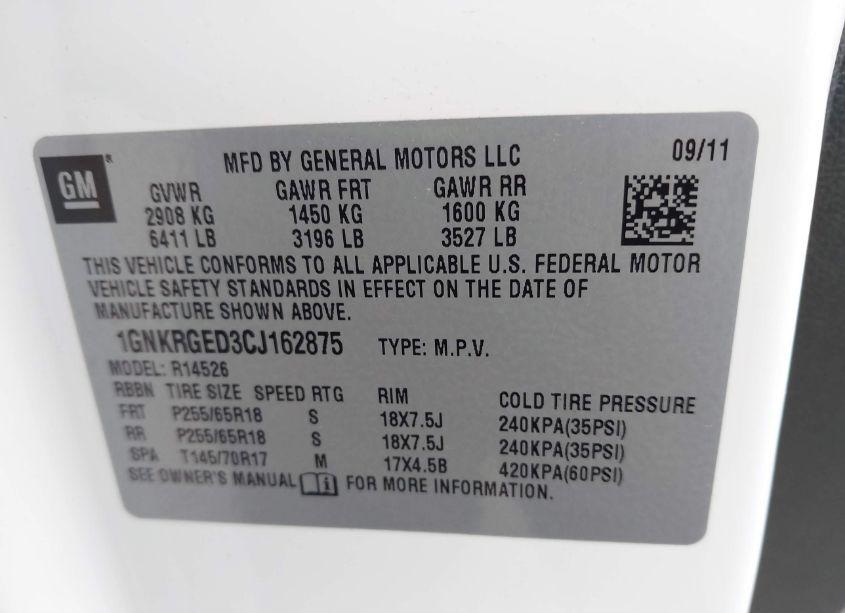 GM ®
MFD BY GENERAL MOTORS LLC 09/11
GVWR GAWR FRT GAWR RR
2908 KG 1450 KG 1600 KG
6411 LB 3196 LB 3527 LB
THIS VEHICLE CONFORMS TO ALL APPLICABLE U.S. FEDERAL MOTOR
VEHICLE SAFETY STANDARDS IN EFFECT ON THE DATE OF
MANUFACTURE SHOWN ABOVE.
1GNKRGED3CJ162875 TYPE: M.P.V.
MODEL: R14526
RBBN TIRE SIZE SPEED RTG RIM COLD TIRE PRESSURE
FRT P255/65R18 S 18X7.5J 240KPA(35PSI)
RR P255/65R18 S 18X7.5J 240KPA(35PSI)
SPA T145/70R17 M 17X4.5B 420KPA(60PSI)
SEE OWNER'S MANUAL FOR MORE INFORMATION.